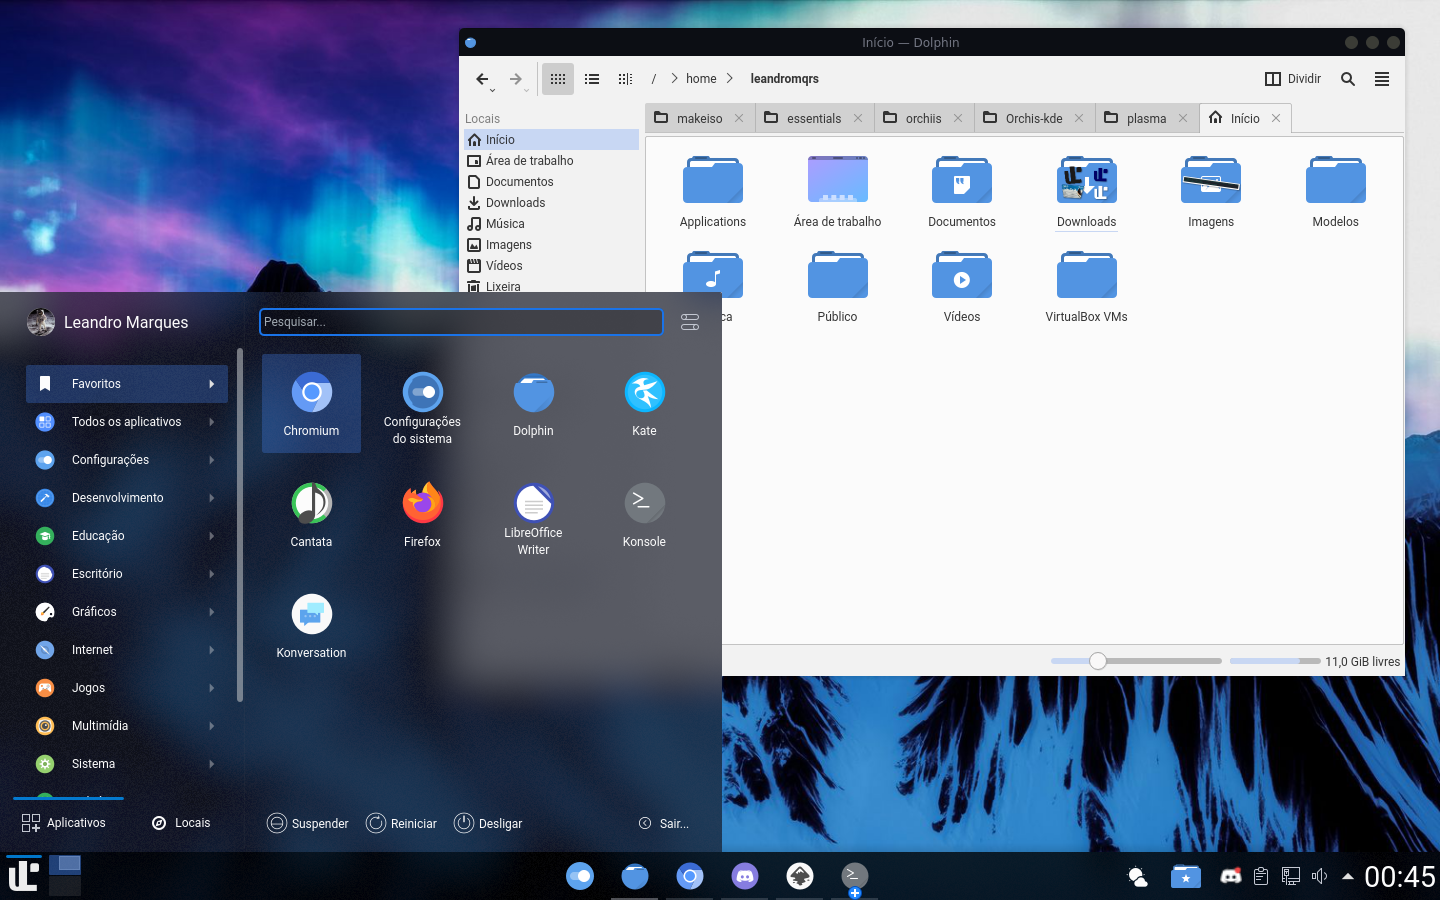 Início — Dolphin
/ > home > leandromqrs
Dividir
Locais
makeiso
essentials
orchiis
Orchis-kde
plasma
Início
Início
Área de trabalho
Documentos
Downloads
Música
Imagens
Vídeos
Lixeira
Applications
Área de trabalho
Documentos
Downloads
Imagens
Modelos
ca
Público
Vídeos
VirtualBox VMs
11,0 GiB livres
Leandro Marques
Pesquisar...
Favoritos
Todos os aplicativos
Configurações
Desenvolvimento
Educação
Escritório
Gráficos
Internet
Jogos
Multimídia
Sistema
Chromium
Configurações
do sistema
Dolphin
Kate
Cantata
Firefox
LibreOffice
Writer
Konsole
Konversation
Aplicativos
Locais
Suspender
Reiniciar
Desligar
Sair...
00:45